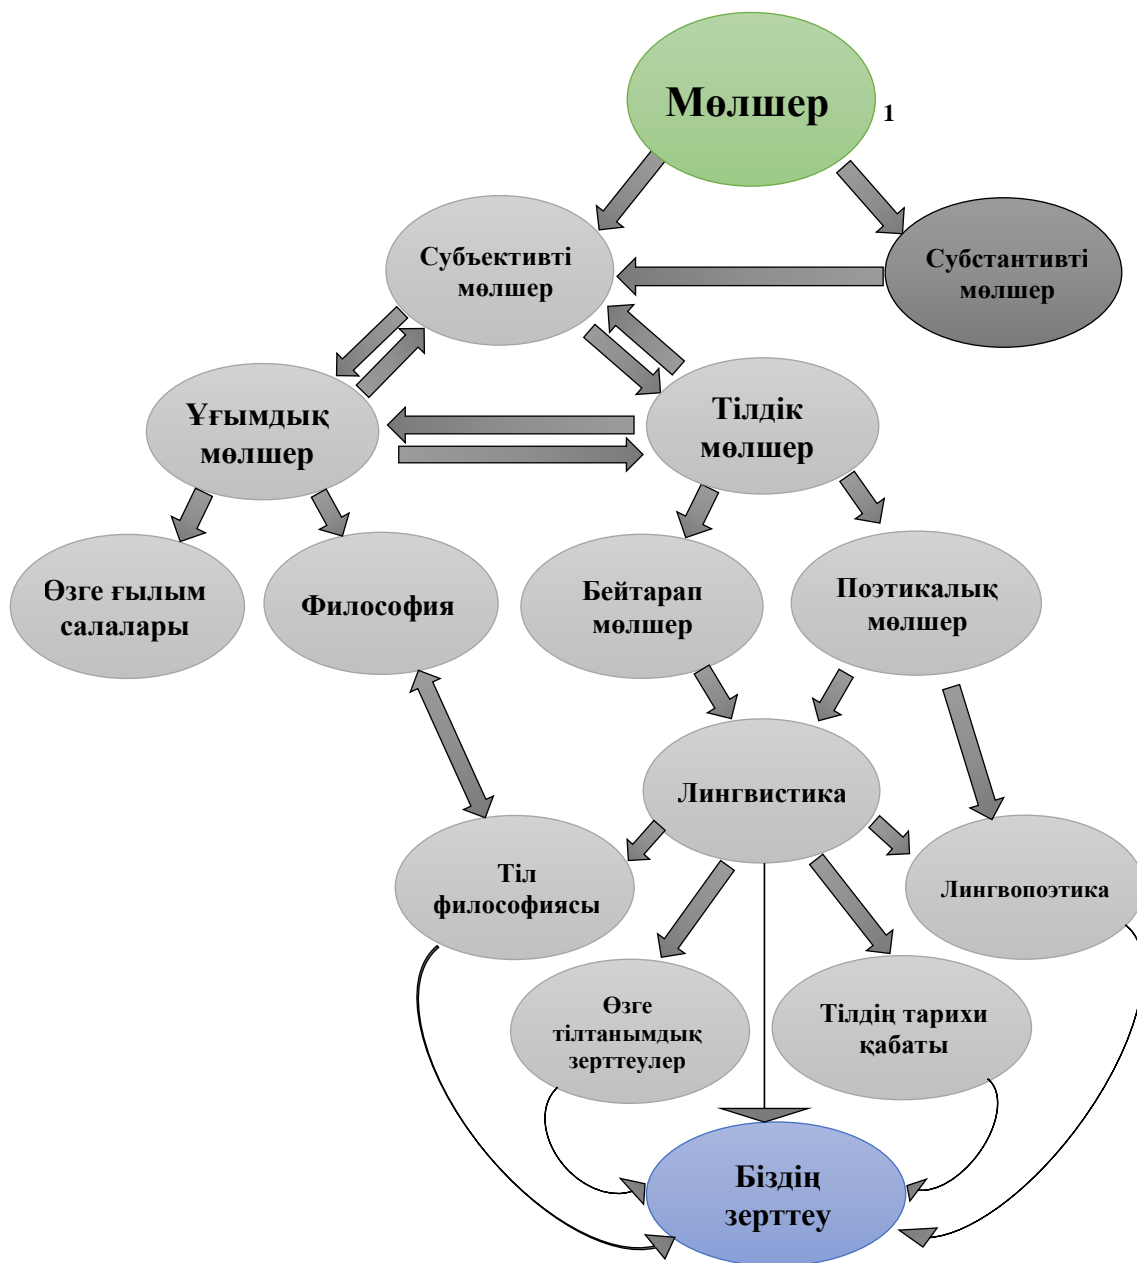 Мөлшер
1
Субъективті
мөлшер
Субстантивті
мөлшер
Ұғымдық
мөлшер
Тілдік
мөлшер
Өзге ғылым
салалары
Философия
Бейтарап
мөлшер
Поэтикалық
мөлшер
Лингвистика
Тіл
философиясы
Лингвопоэтика
Өзге
тілтанымдық
зерттеулер
Тілдің тарихи
қабаты
Біздің
зерттеу